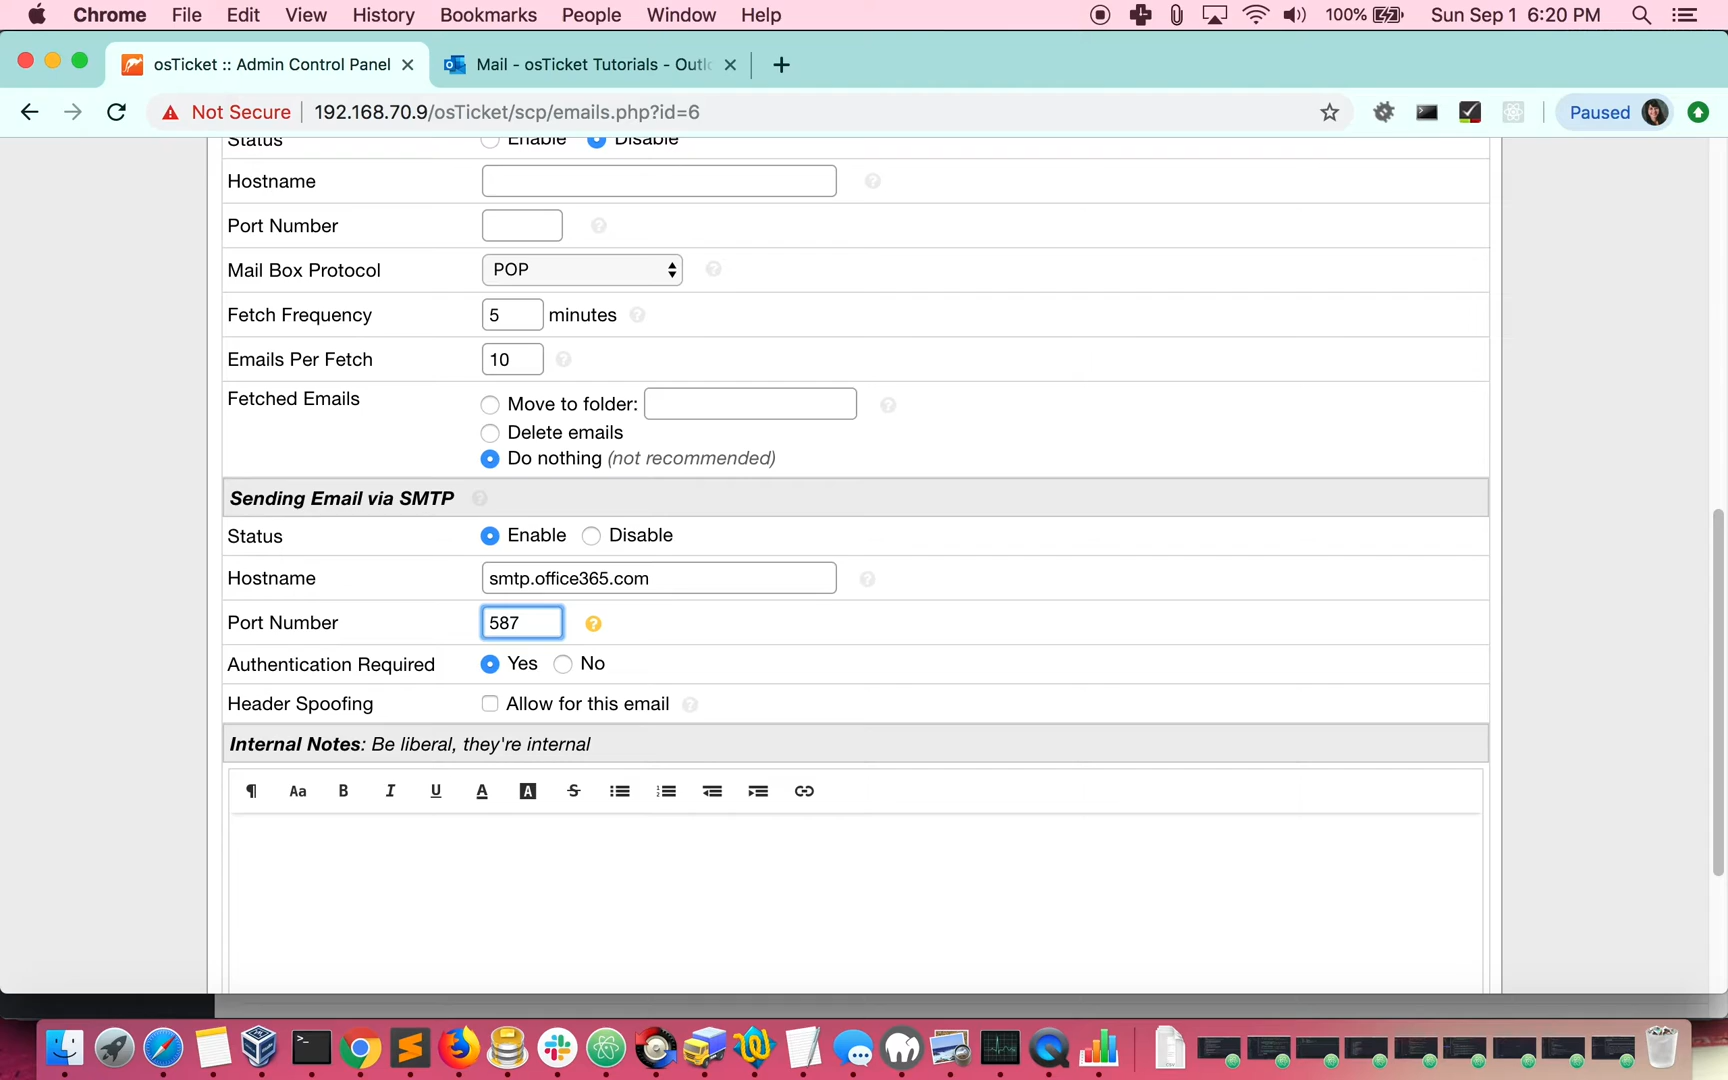 Chrome File Edit View History Bookmarks People Window Help 100% Sun Sep 1 6:20 PM
osTicket :: Admin Control Panel Mail - osTicket Tutorials - Outl
Not Secure 192.168.70.9/osTicket/scp/emails.php?id=6 Paused
Status Enable Disable
Hostname
Port Number
Mail Box Protocol POP
Fetch Frequency 5 minutes
Emails Per Fetch 10
Fetched Emails Move to folder:
Delete emails
Do nothing (not recommended)
Sending Email via SMTP
Status Enable Disable
Hostname smtp.office365.com
Port Number 587
Authentication Required Yes No
Header Spoofing Allow for this email
Internal Notes: Be liberal, they're internal
¶ Aa B I U A A S